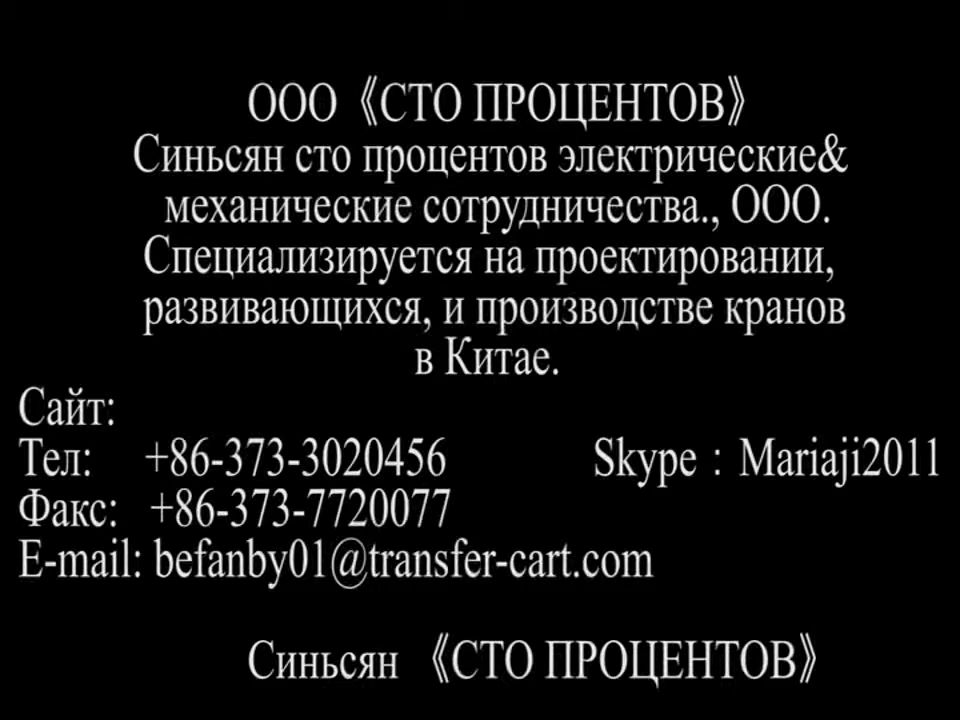 ООО《СТО ПРОЦЕНТОВ》
Синьсян сто процентов электрические&
механические сотрудничества., ООО.
Специализируется на проектировании,
развивающихся, и производстве кранов
в Китае.
Сайт:
Тел: +86-373-3020456 Skype : Mariaji2011
Факс: +86-373-7720077
E-mail: befanby01@transfer-cart.com
Синьсян 《СТО ПРОЦЕНТОВ》